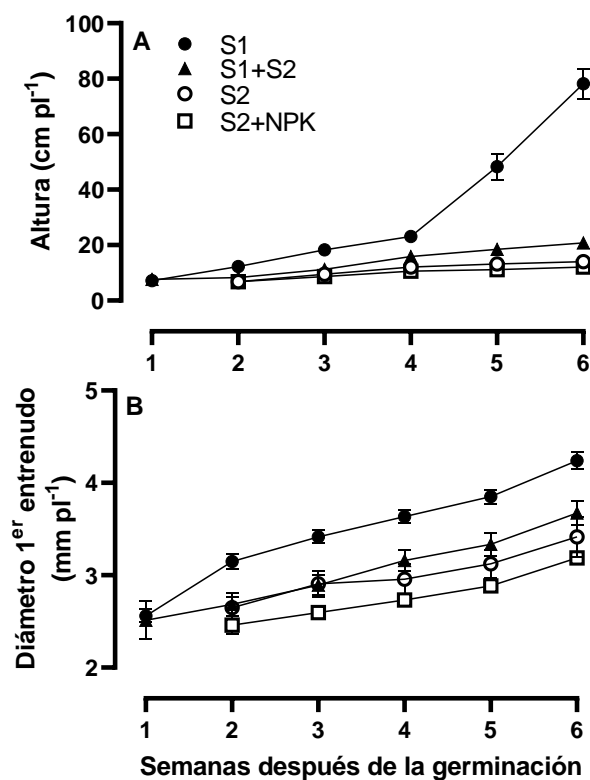 A
S1
S1+S2
S2
S2+NPK
Altura (cm pl⁻¹)
100
80
60
40
20
0
1 2 3 4 5 6
B
Diámetro 1ᵉʳ entrenudo
(mm pl⁻¹)
5
4
3
2
1 2 3 4 5 6
Semanas después de la germinación